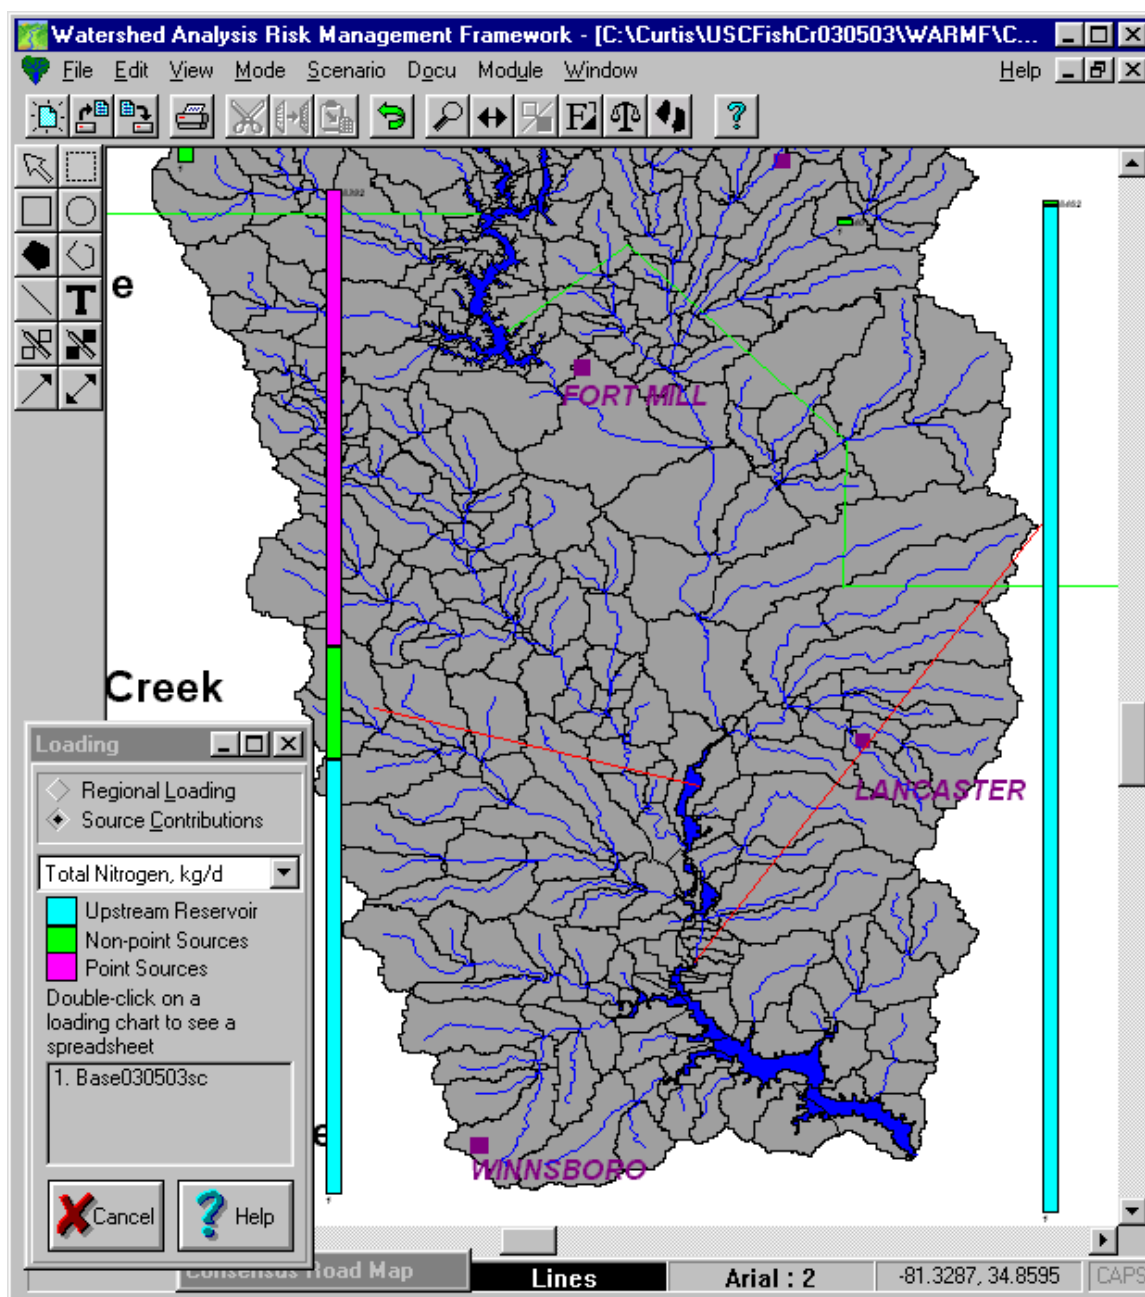 Watershed Analysis Risk Management Framework - [C:\Curtis\USCFishCr030503\WARMF\C...
File Edit View Mode Scenario Docu Module Window Help
T F ?
e
FORT MILL
Creek
LANCASTER
Loading
Regional Loading
Source Contributions
Total Nitrogen, kg/d
Upstream Reservoir
Non-point Sources
Point Sources
Double-click on a
loading chart to see a
spreadsheet
1. Base030503sc
e
WINNSBORO
Cancel
? Help
Consensus Road Map
Lines
Arial : 2
-81.3287, 34.8595
CAPS